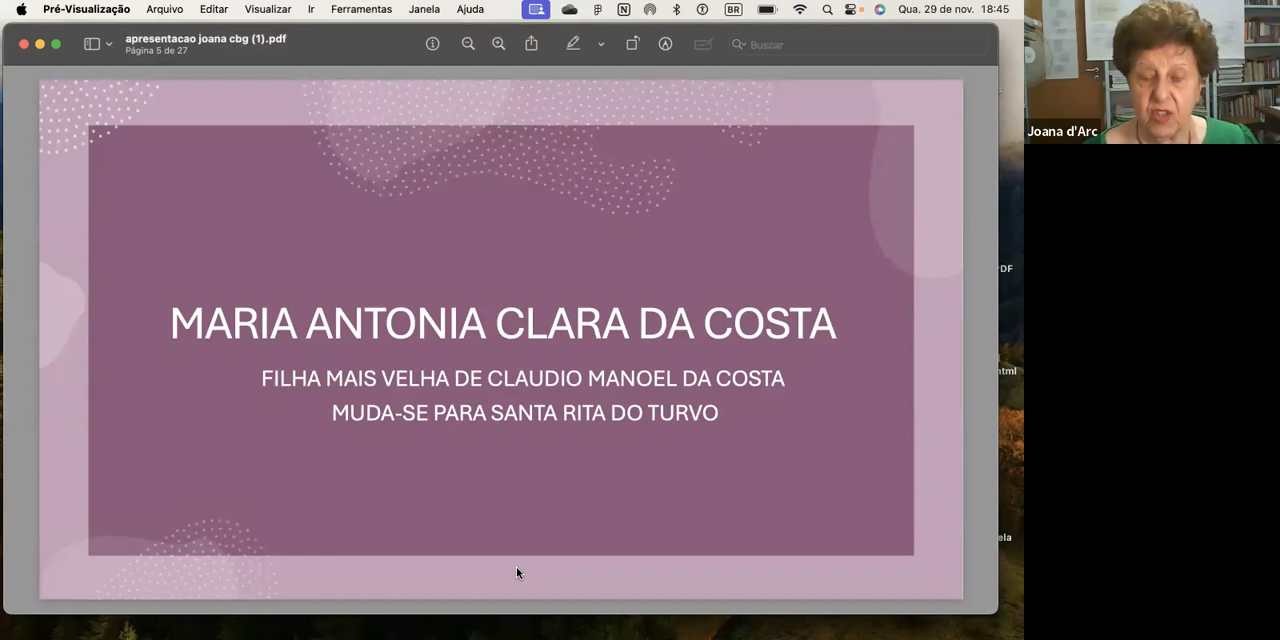 Pré-Visualização Arquivo Editar Visualizar Ir Ferramentas Janela Ajuda BR Qua. 29 de nov. 18:45
apresentacao joana cbg (1).pdf
Página 5 de 27
Buscar
Joana d'Arc
MARIA ANTONIA CLARA DA COSTA
FILHA MAIS VELHA DE CLAUDIO MANOEL DA COSTA
MUDA-SE PARA SANTA RITA DO TURVO